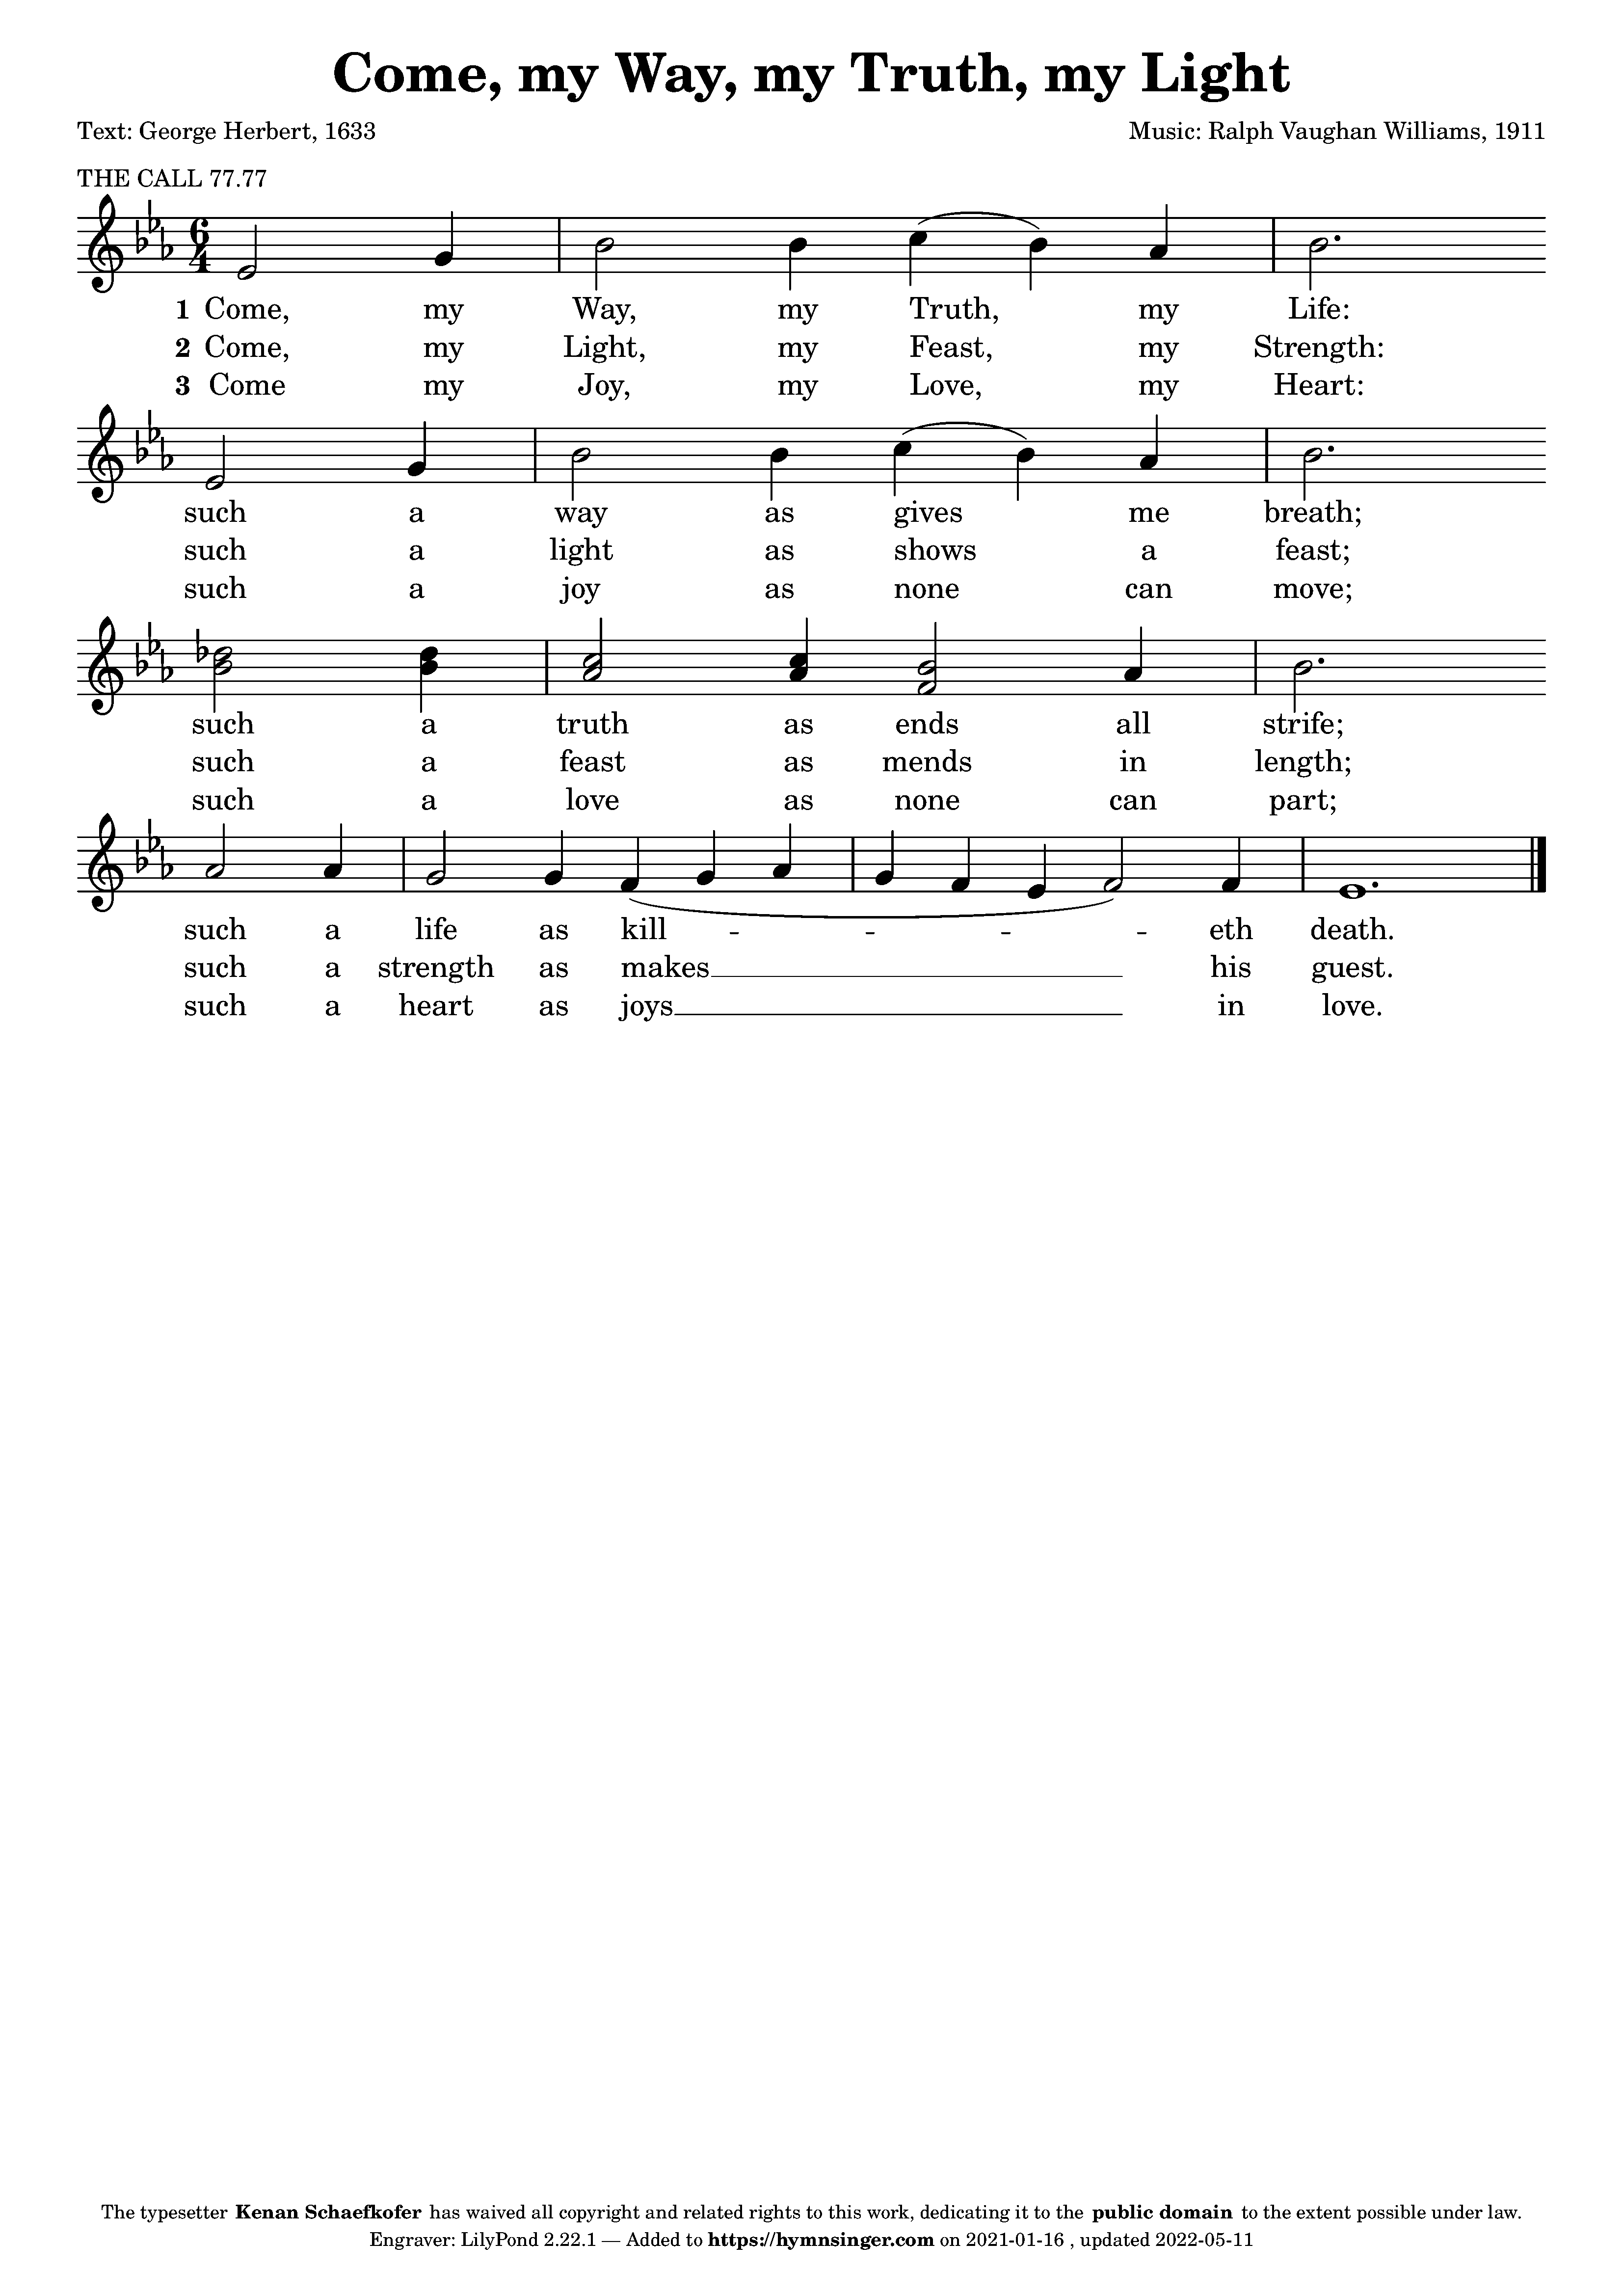 Come, my Way, my Truth, my Light
Text: George Herbert, 1633
Music: Ralph Vaughan Williams, 1911
THE CALL 77.77
6
4
1 Come, my Way, my Truth, my Life:
2 Come, my Light, my Feast, my Strength:
3 Come my Joy, my Love, my Heart:
such a way as gives me breath;
such a light as shows a feast;
such a joy as none can move;
such a truth as ends all strife;
such a feast as mends in length;
such a love as none can part;
such a life as kill - - - - - eth death.
such a strength as makes __ his guest.
such a heart as joys __ in love.
The typesetter Kenan Schaefkofer has waived all copyright and related rights to this work, dedicating it to the public domain to the extent possible under law.
Engraver: LilyPond 2.22.1 — Added to https://hymnsinger.com on 2021-01-16 , updated 2022-05-11